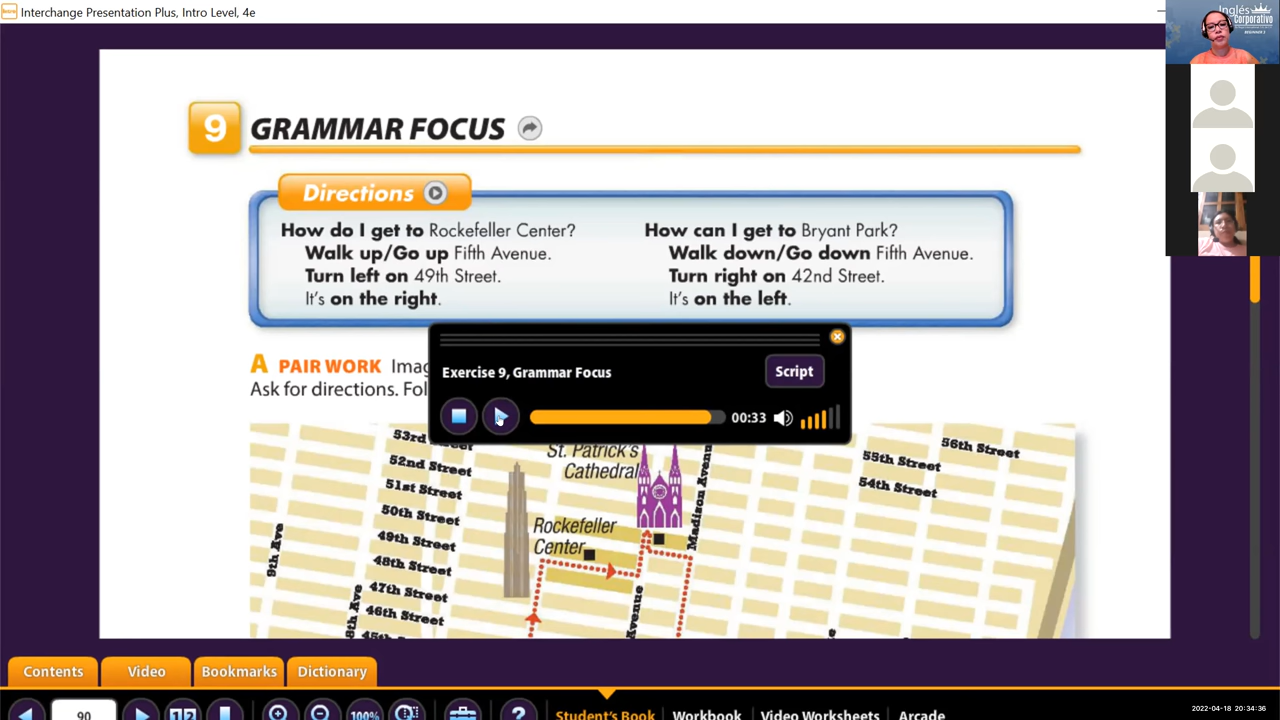 Interchange Presentation Plus, Intro Level, 4e
Inglés
Corporativo
BEGINNER 2
9 GRAMMAR FOCUS
Directions
How do I get to Rockefeller Center?
Walk up/Go up Fifth Avenue.
Turn left on 49th Street.
It's on the right.
How can I get to Bryant Park?
Walk down/Go down Fifth Avenue.
Turn right on 42nd Street.
It's on the left.
A PAIR WORK Imag
Ask for directions. Fol
Exercise 9, Grammar Focus
Script
00:33
53rd
52nd Street
51st Street
50th Street
49th Street
48th Street
47th Street
46th Street
9th Ave
8th Ave
St. Patrick's
Cathedral
Rockefeller
Center
Madison Avenu
Avenue
56th Street
55th Street
54th Street
Contents
Video
Bookmarks
Dictionary
90
1 2
100%
?
Student's Book
Workbook
Video Worksheets
Arcade
2022-04-18 20:34:36